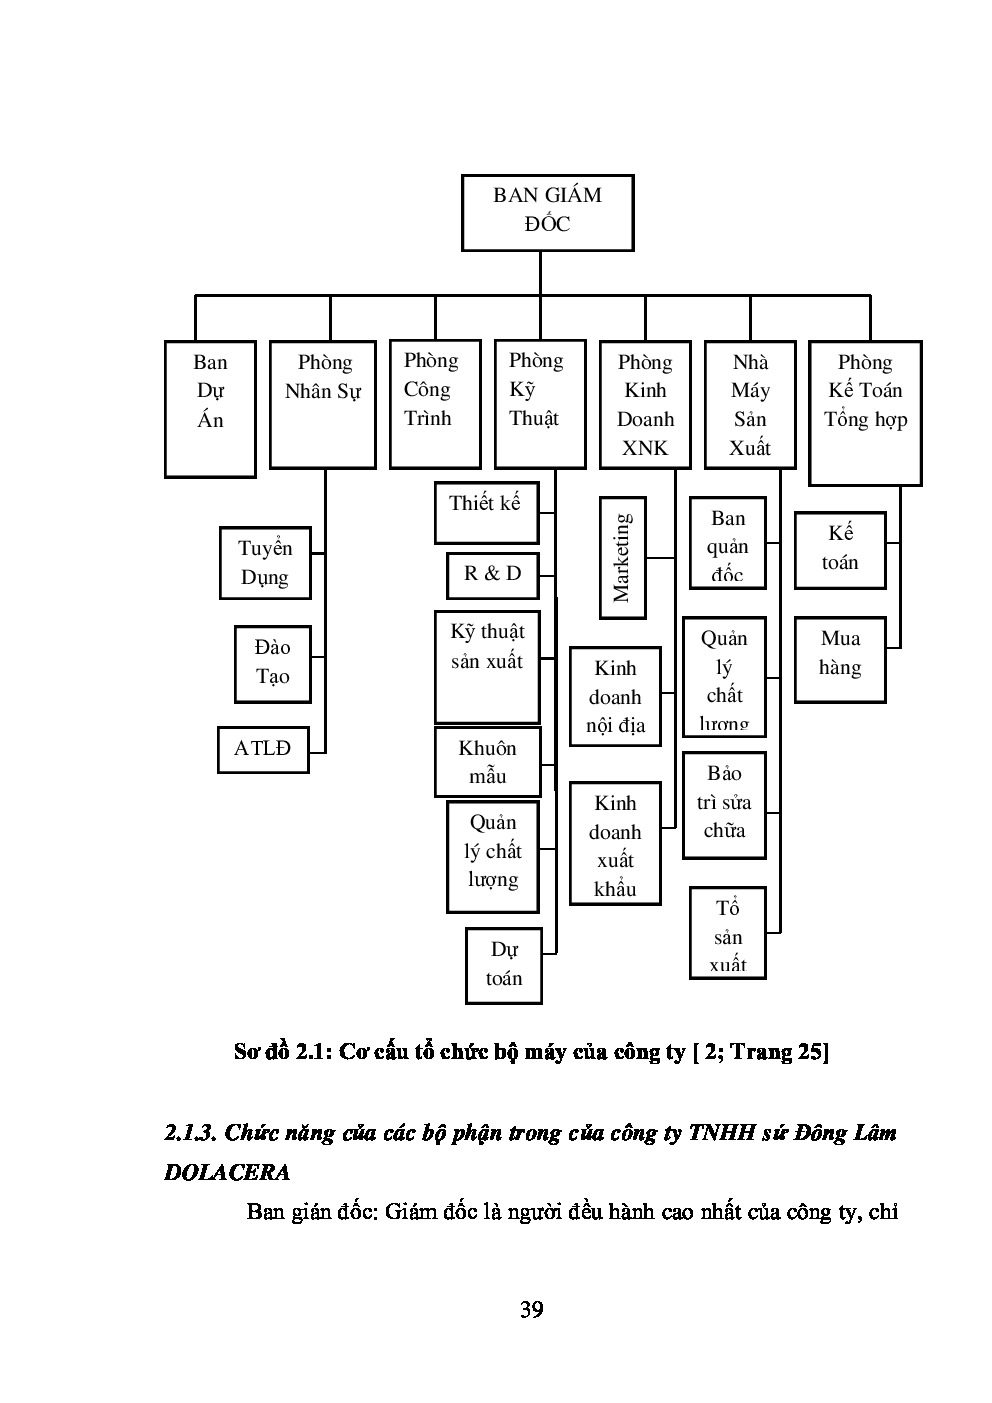 BAN GIÁM
ĐỐC
Ban
Dự
Án
Phòng
Nhân Sự
Phòng
Công
Trình
Phòng
Kỹ
Thuật
Phòng
Kinh
Doanh
XNK
Nhà
Máy
Sản
Xuất
Phòng
Kế Toán
Tổng hợp
Tuyển
Dụng
Đào
Tạo
ATLĐ
Thiết kế
R & D
Kỹ thuật
sản xuất
Khuôn
mẫu
Quản
lý chất
lượng
Dự
toán
Marketing
Kinh
doanh
nội địa
Kinh
doanh
xuất
khẩu
Ban
quản
đốc
Quản
lý
chất
lượng
Bảo
trì sửa
chữa
Tổ
sản
xuất
Kế
toán
Mua
hàng
Sơ đồ 2.1: Cơ cấu tổ chức bộ máy của công ty [ 2; Trang 25]
2.1.3. Chức năng của các bộ phận trong của công ty TNHH sứ Đông Lâm
DOLACERA
Ban gián đốc: Giám đốc là người đều hành cao nhất của công ty, chỉ
39